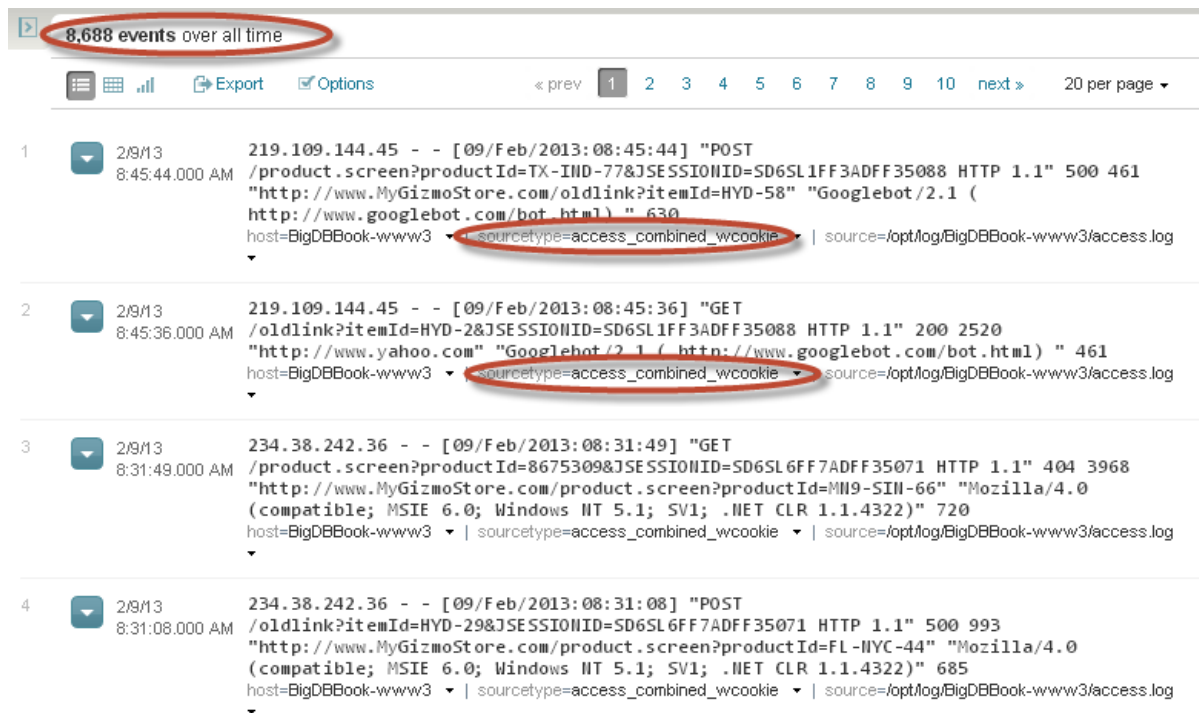 8,688 events over all time
Export Options « prev 1 2 3 4 5 6 7 8 9 10 next » 20 per page
1
2/9/13
8:45:44.000 AM
219.109.144.45 - - [09/Feb/2013:08:45:44] "POST
/product.screen?productId=TX-IND-77&JSESSIONID=SD6SL1FF3ADFF35088 HTTP 1.1" 500 461
"http://www.MyGizmoStore.com/oldlink?itemId=HYD-58" "Googlebot/2.1 (
http://www.googlebot.com/bot.html) " 630
host=BigDBBook-www3 | sourcetype=access_combined_wcookie | source=/opt/log/BigDBBook-www3/access.log
2
2/9/13
8:45:36.000 AM
219.109.144.45 - - [09/Feb/2013:08:45:36] "GET
/oldlink?itemId=HYD-2&JSESSIONID=SD6SL1FF3ADFF35088 HTTP 1.1" 200 2520
"http://www.yahoo.com" "Googlebot/2.1 ( http://www.googlebot.com/bot.html) " 461
host=BigDBBook-www3 | sourcetype=access_combined_wcookie source=/opt/log/BigDBBook-www3/access.log
3
2/9/13
8:31:49.000 AM
234.38.242.36 - - [09/Feb/2013:08:31:49] "GET
/product.screen?productId=8675309&JSESSIONID=SD6SL6FF7ADFF35071 HTTP 1.1" 404 3968
"http://www.MyGizmoStore.com/product.screen?productId=MN9-SIN-66" "Mozilla/4.0
(compatible; MSIE 6.0; Windows NT 5.1; SV1; .NET CLR 1.1.4322)" 720
host=BigDBBook-www3 | sourcetype=access_combined_wcookie | source=/opt/log/BigDBBook-www3/access.log
4
2/9/13
8:31:08.000 AM
234.38.242.36 - - [09/Feb/2013:08:31:08] "POST
/oldlink?itemId=HYD-29&JSESSIONID=SD6SL6FF7ADFF35071 HTTP 1.1" 500 993
"http://www.MyGizmoStore.com/product.screen?productId=FL-NYC-44" "Mozilla/4.0
(compatible; MSIE 6.0; Windows NT 5.1; SV1; .NET CLR 1.1.4322)" 685
host=BigDBBook-www3 | sourcetype=access_combined_wcookie | source=/opt/log/BigDBBook-www3/access.log